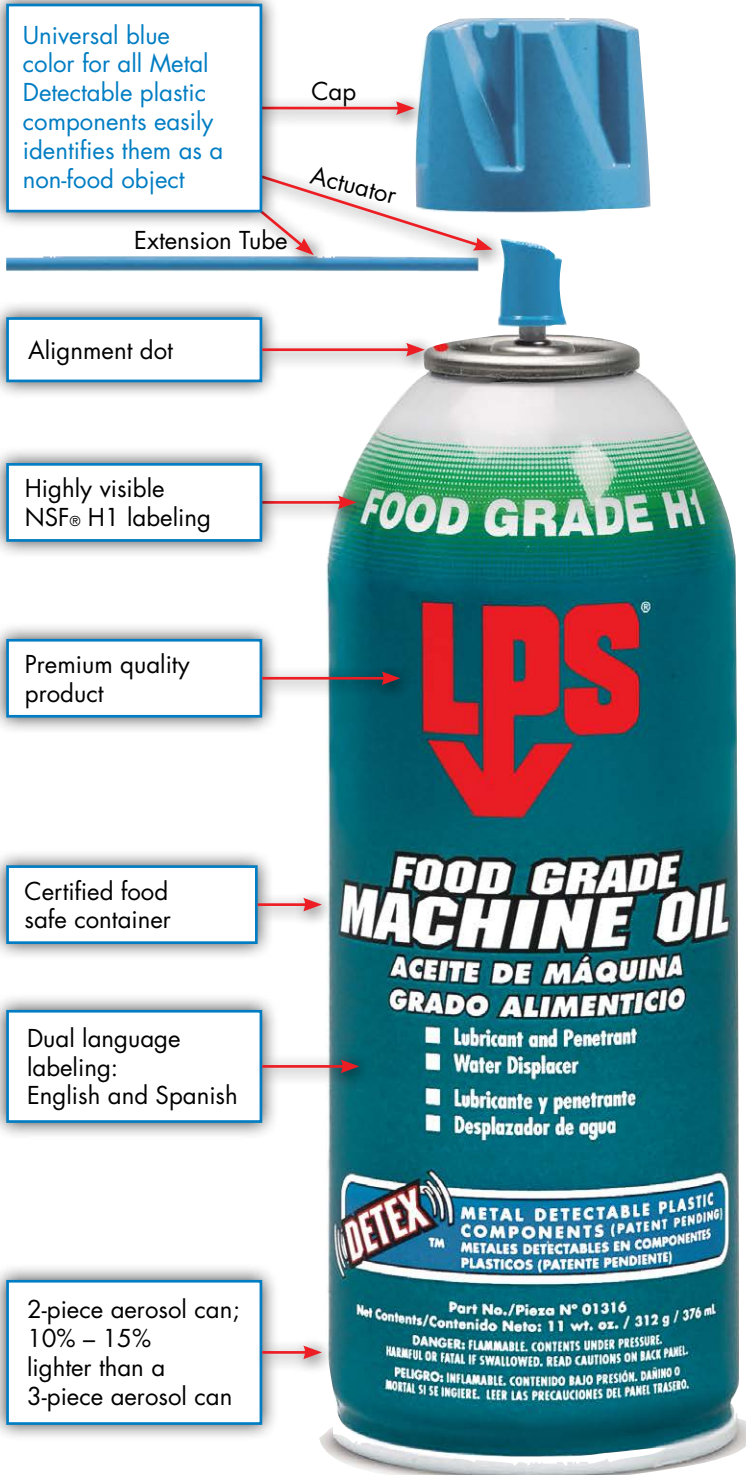 Universal blue
color for all Metal
Detectable plastic
components easily
identifies them as a
non-food object
Cap
Actuator
Extension Tube
Alignment dot
Highly visible
NSF® H1 labeling
FOOD GRADE H1
LPS®
Premium quality
product
Certified food
safe container
FOOD GRADE
MACHINE OIL
ACEITE DE MÁQUINA
GRADO ALIMENTICIO
Dual language
labeling:
English and Spanish
Lubricant and Penetrant
Water Displacer
Lubricante y penetrante
Desplazador de agua
DETEX™
METAL DETECTABLE PLASTIC
COMPONENTS (PATENT PENDING)
METALES DETECTABLES EN COMPONENTES
PLASTICOS (PATENTE PENDIENTE)
2-piece aerosol can;
10% – 15%
lighter than a
3-piece aerosol can
Part No./Pieza Nº 01316
Net Contents/Contenido Neto: 11 wt. oz. / 312 g / 376 mL
DANGER: FLAMMABLE. CONTENTS UNDER PRESSURE.
HARMFUL OR FATAL IF SWALLOWED. READ CAUTIONS ON BACK PANEL.
PELIGRO: INFLAMABLE. CONTENIDO BAJO PRESIÓN. DAÑINO O
MORTAL SI SE INGIERE. LEER LAS PRECAUCIONES DEL PANEL TRASERO.